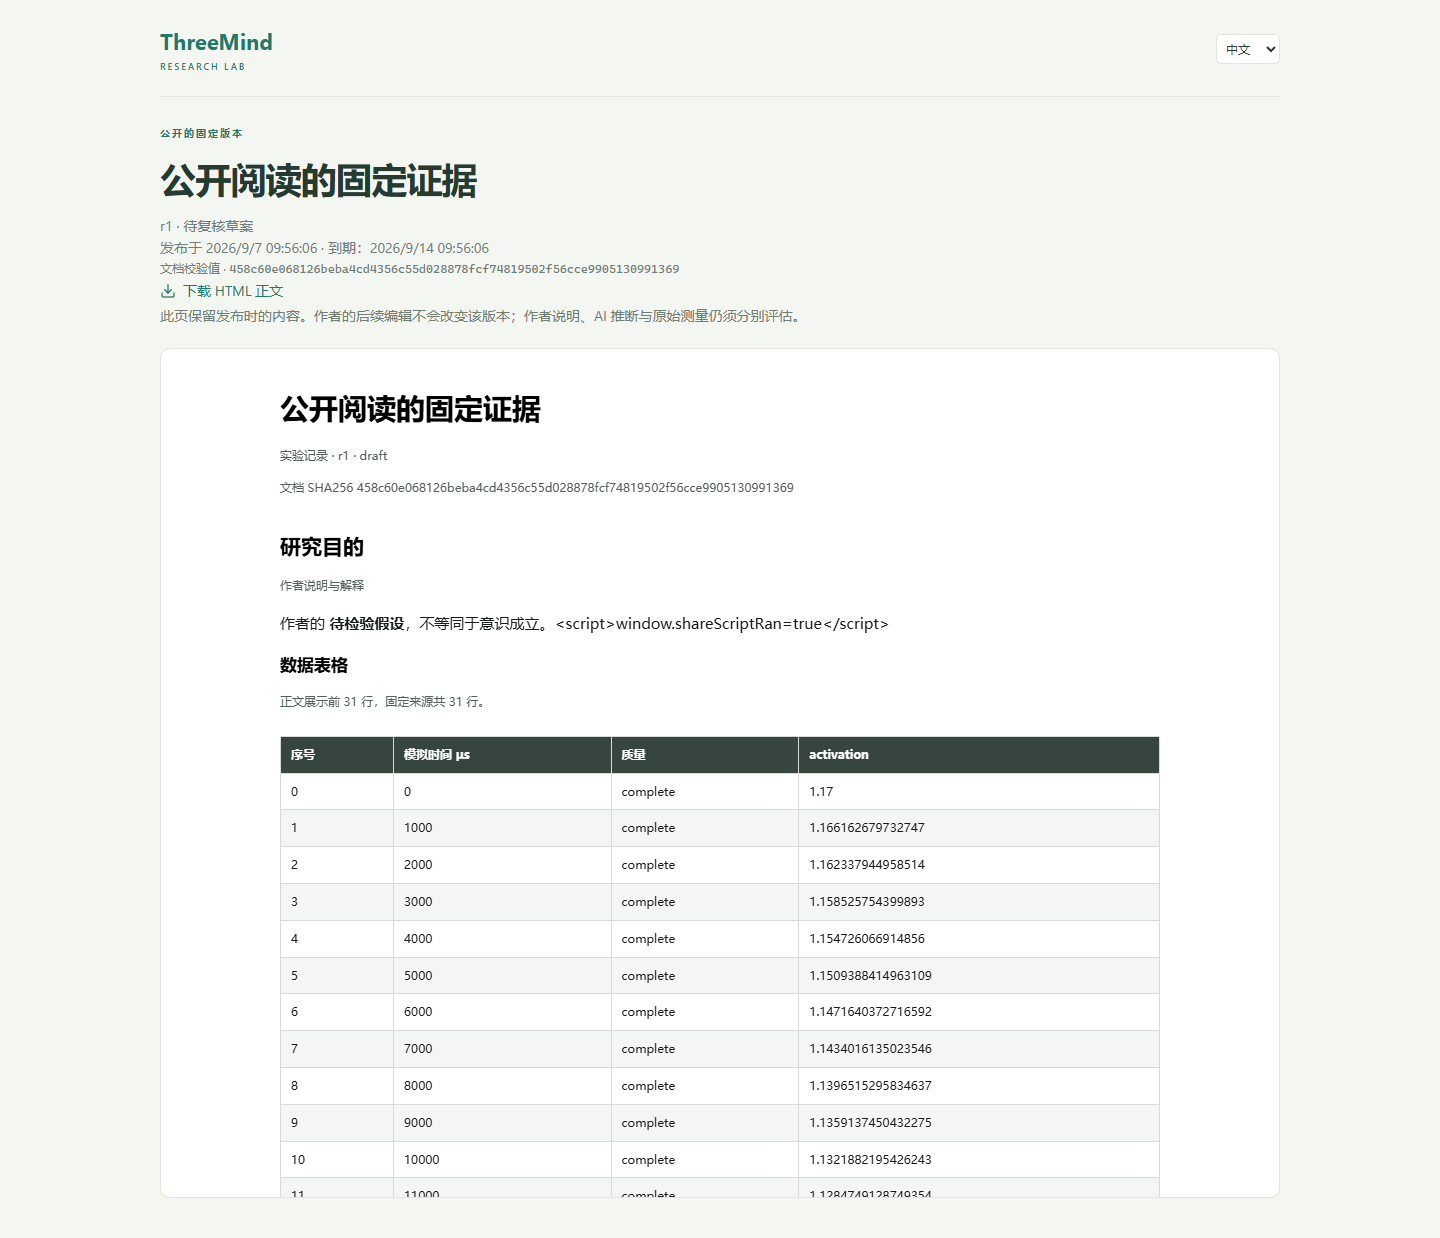 ThreeMind
RESEARCH LAB
中文
公开的固定版本
公开阅读的固定证据
r1 · 待复核草案
发布于 2026/9/7 09:56:06 · 到期：2026/9/14 09:56:06
文档校验值 · 458c60e068126beba4cd4356c55d028878fcf74819502f56cce9905130991369
下载 HTML 正文
此页保留发布时的内容。作者的后续编辑不会改变该版本；作者说明、AI 推断与原始测量仍须分别评估。
公开阅读的固定证据
实验记录 · r1 · draft
文档 SHA256 458c60e068126beba4cd4356c55d028878fcf74819502f56cce9905130991369
研究目的
作者说明与解释
作者的 待检验假设，不等同于意识成立。<script>window.shareScriptRan=true</script>
数据表格
正文展示前 31 行，固定来源共 31 行。
序号 模拟时间 µs 质量 activation
0 0 complete 1.17
1 1000 complete 1.166162679732747
2 2000 complete 1.162337944958514
3 3000 complete 1.158525754399893
4 4000 complete 1.154726066914856
5 5000 complete 1.1509388414963109
6 6000 complete 1.1471640372716592
7 7000 complete 1.1434016135023546
8 8000 complete 1.1396515295834637
9 9000 complete 1.1359137450432275
10 10000 complete 1.1321882195426243
11 11000 complete 1.1284749128749354